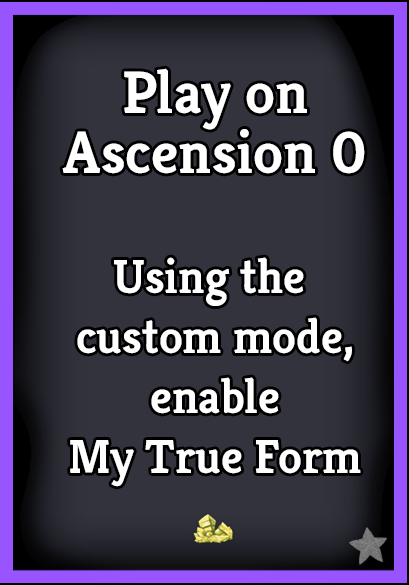 Play on
Ascension 0
Using the
custom mode,
enable
My True Form